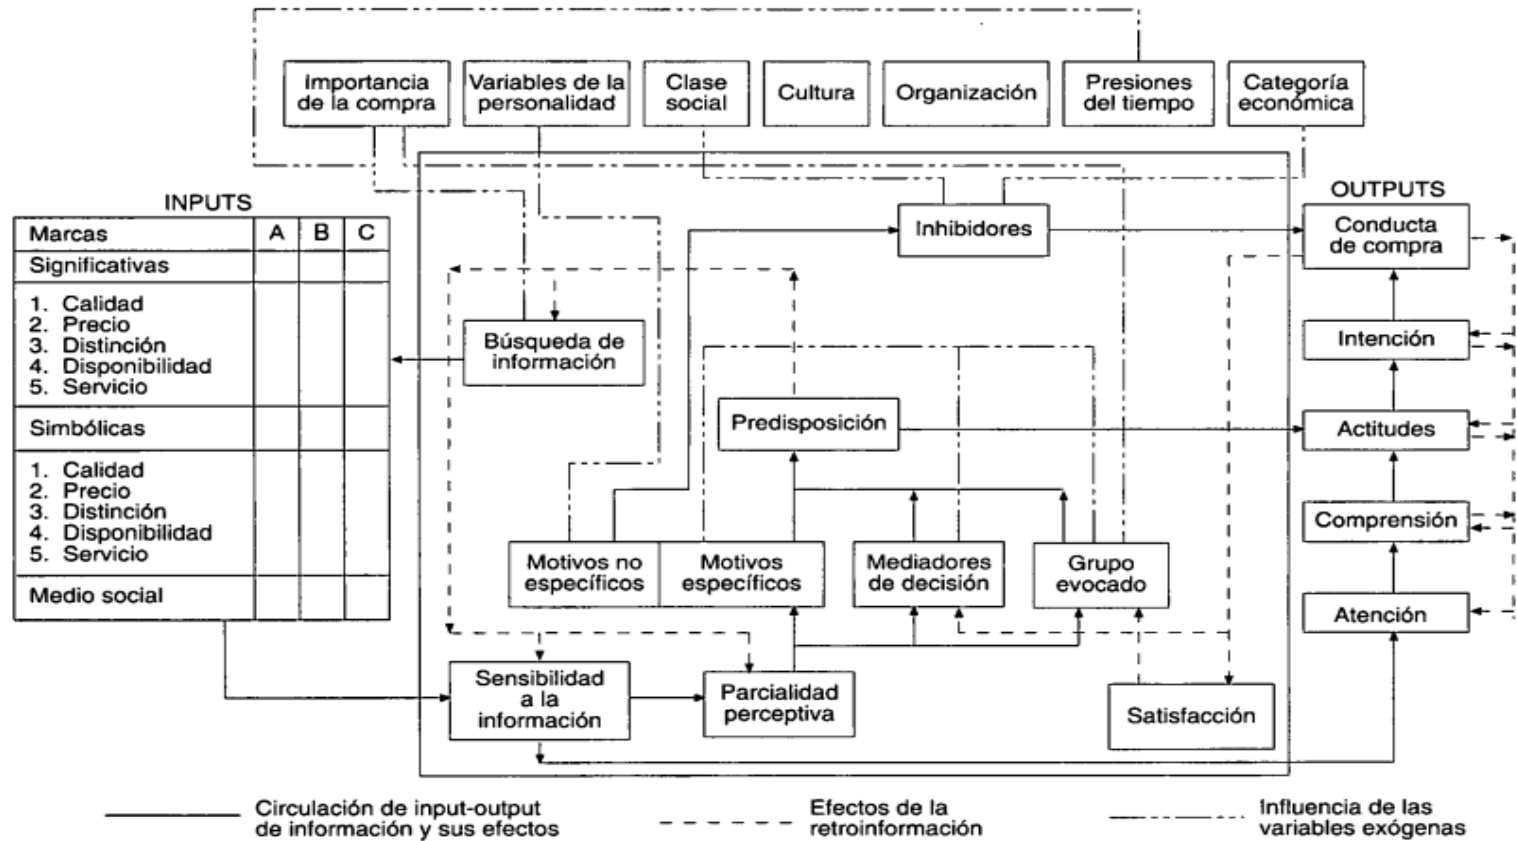 Importancia
de la compra
Variables de la
personalidad
Clase
social
Cultura
Organización
Presiones
del tiempo
Categoría
económica
INPUTS
Marcas A B C
Significativas
1. Calidad
2. Precio
3. Distinción
4. Disponibilidad
5. Servicio
Simbólicas
1. Calidad
2. Precio
3. Distinción
4. Disponibilidad
5. Servicio
Medio social
Inhibidores
Búsqueda de
información
Predisposición
Motivos no
específicos
Motivos
específicos
Mediadores
de decisión
Grupo
evocado
Sensibilidad
a la
información
Parcialidad
perceptiva
Satisfacción
OUTPUTS
Conducta
de compra
Intención
Actitudes
Comprensión
Atención
Circulación de input-output
de información y sus efectos
Efectos de la
retroinformación
Influencia de las
variables exógenas